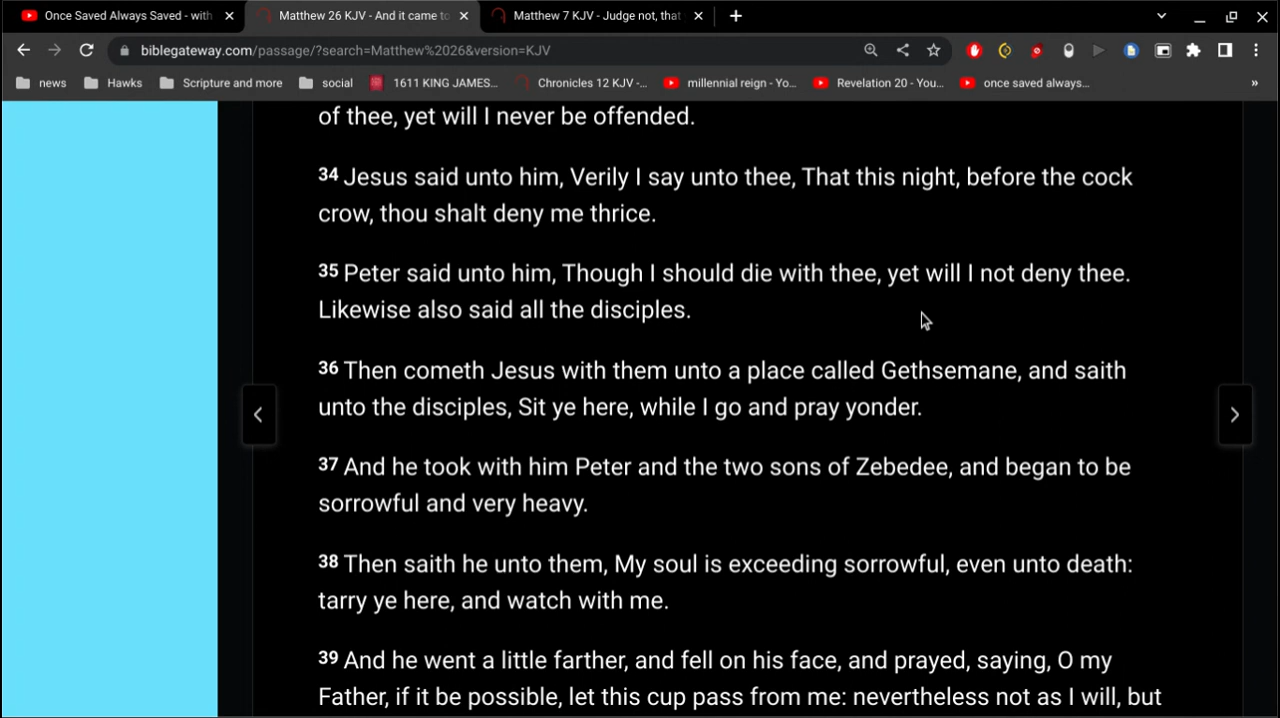 Once Saved Always Saved - with
Matthew 26 KJV - And it came to
Matthew 7 KJV - Judge not, that
biblegateway.com/passage/?search=Matthew%2026&version=KJV
news
Hawks
Scripture and more
social
1611 KING JAMES...
Chronicles 12 KJV -...
millennial reign - Yo...
Revelation 20 - You...
once saved always...
of thee, yet will I never be offended.
34 Jesus said unto him, Verily I say unto thee, That this night, before the cock
crow, thou shalt deny me thrice.
35 Peter said unto him, Though I should die with thee, yet will I not deny thee.
Likewise also said all the disciples.
36 Then cometh Jesus with them unto a place called Gethsemane, and saith
unto the disciples, Sit ye here, while I go and pray yonder.
37 And he took with him Peter and the two sons of Zebedee, and began to be
sorrowful and very heavy.
38 Then saith he unto them, My soul is exceeding sorrowful, even unto death:
tarry ye here, and watch with me.
39 And he went a little farther, and fell on his face, and prayed, saying, O my
Father, if it be possible, let this cup pass from me: nevertheless not as I will, but